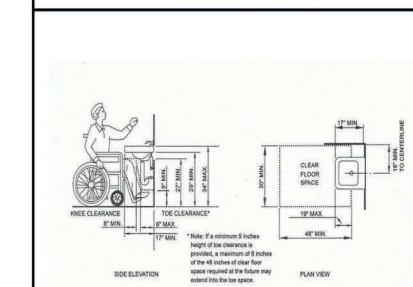 9" MIN.
27" MIN.
29" MIN.
34" MAX.
KNEE CLEARANCE
TOE CLEARANCE*
8" MIN.
6" MAX.
17" MIN.
* Note: If a minimum 9 inches
height of toe clearance is
provided, a maximum of 6 inches
of the 48 inches of clear floor
space required at the fixture may
extend into the toe space.
SIDE ELEVATION
17" MIN.
30" MIN.
CLEAR
FLOOR
SPACE
18" MIN.
TO CENTERLINE
19" MAX.
48" MIN.
PLAN VIEW